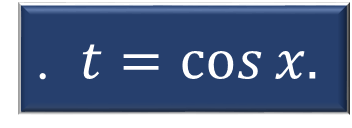 . t = cos x.